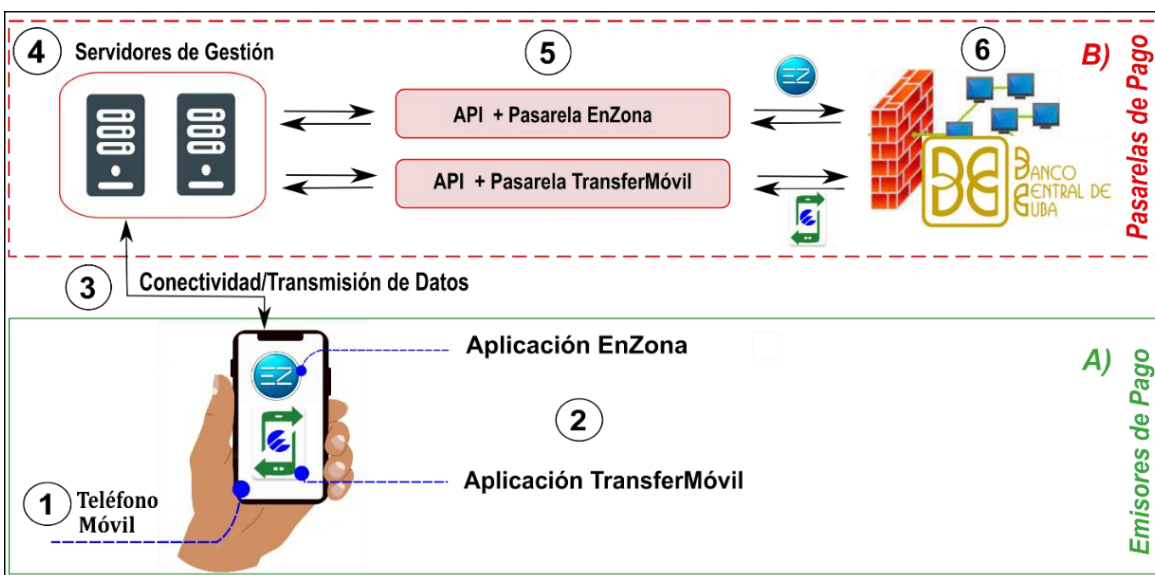 4
Servidores de Gestión
5
6
B)
Pasarelas de Pago
EZ
API + Pasarela EnZona
API + Pasarela TransferMóvil
BANCO
CENTRAL DE
CUBA
3
Conectividad/Transmisión de Datos
A)
Emisores de Pago
EZ
Aplicación EnZona
2
Aplicación TransferMóvil
1
Teléfono
Móvil